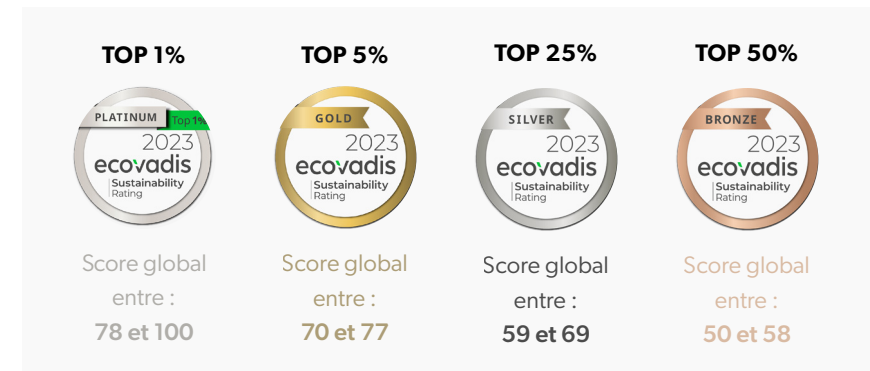 TOP 1%
PLATINUM
Top 1%
2023
ecovadis
Sustainability
Rating
Score global
entre :
78 et 100
TOP 5%
GOLD
2023
ecovadis
Sustainability
Rating
Score global
entre :
70 et 77
TOP 25%
SILVER
2023
ecovadis
Sustainability
Rating
Score global
entre :
59 et 69
TOP 50%
BRONZE
2023
ecovadis
Sustainability
Rating
Score global
entre :
50 et 58